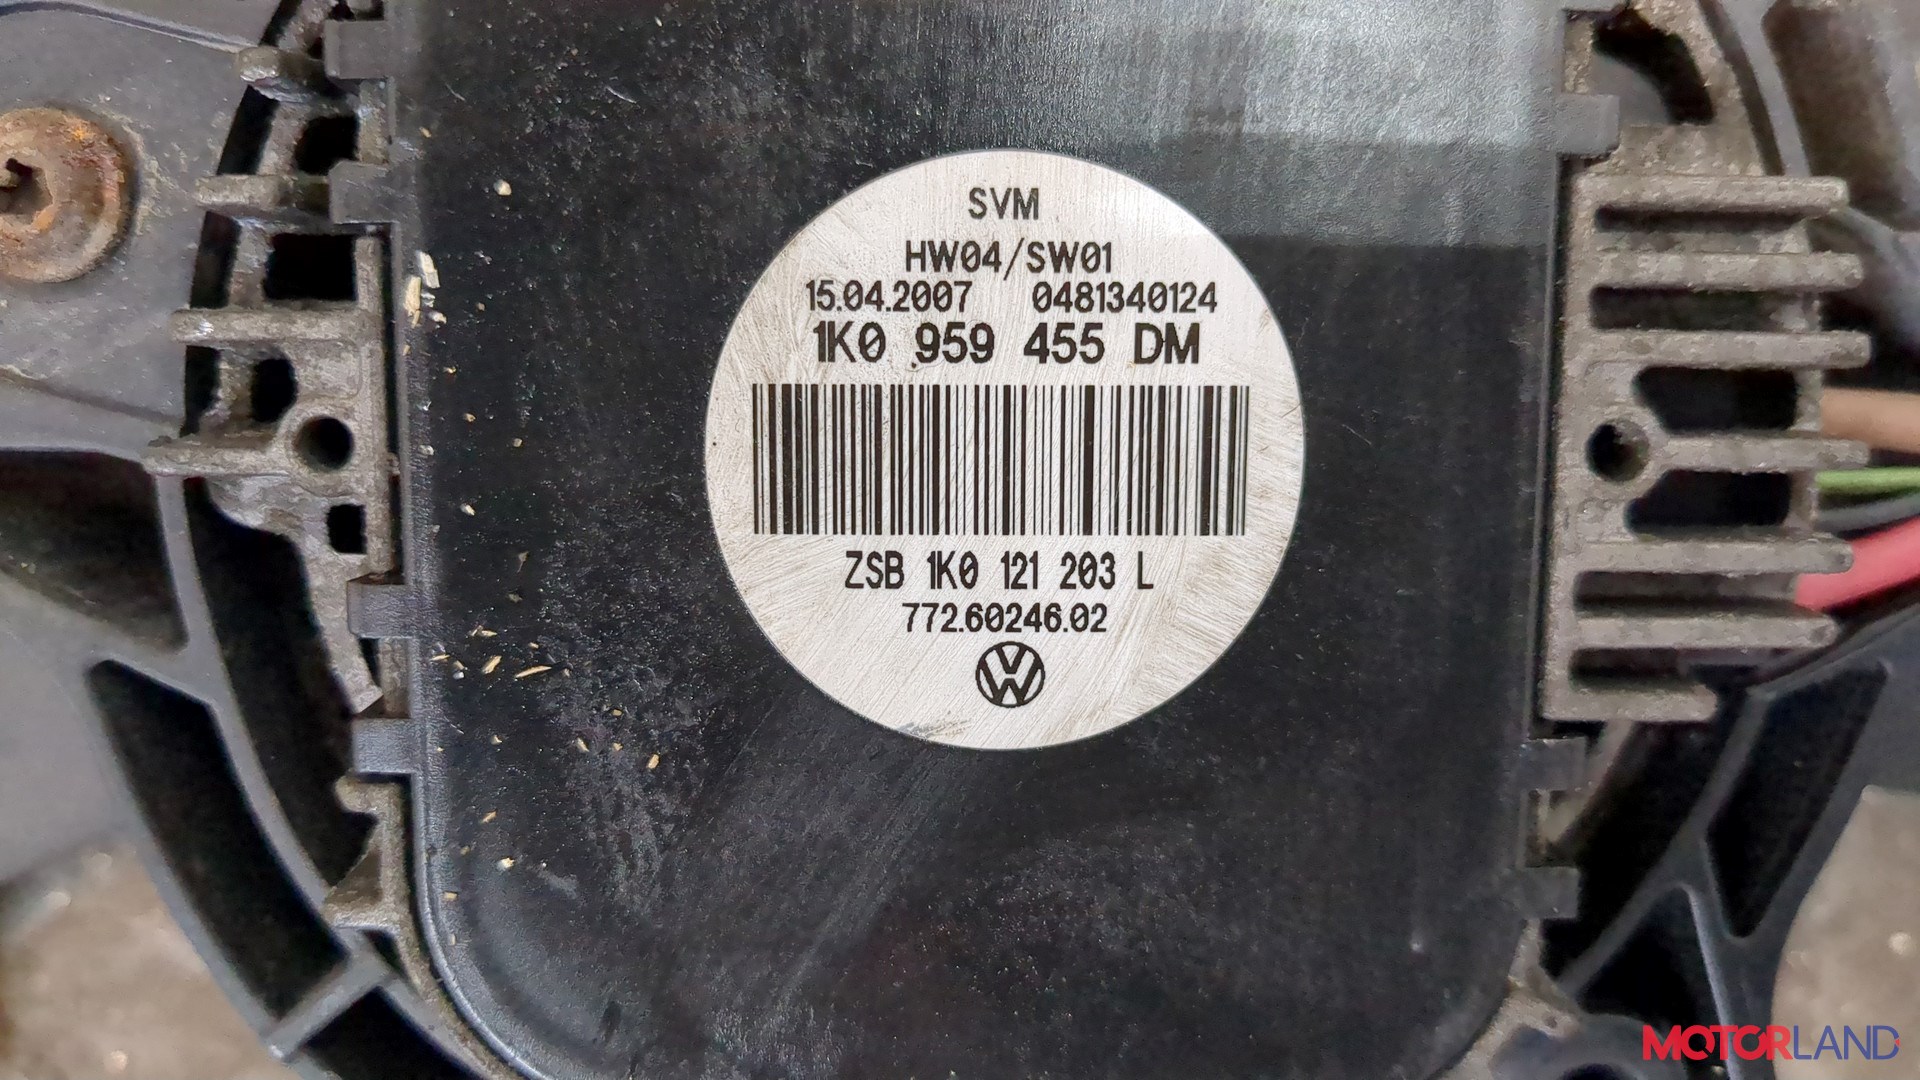 SVM
HW04/SW01
15.04.2007 0481340124
1K0 959 455 DM
ZSB 1K0 121 203 L
772.60246.02
MOTORLAND